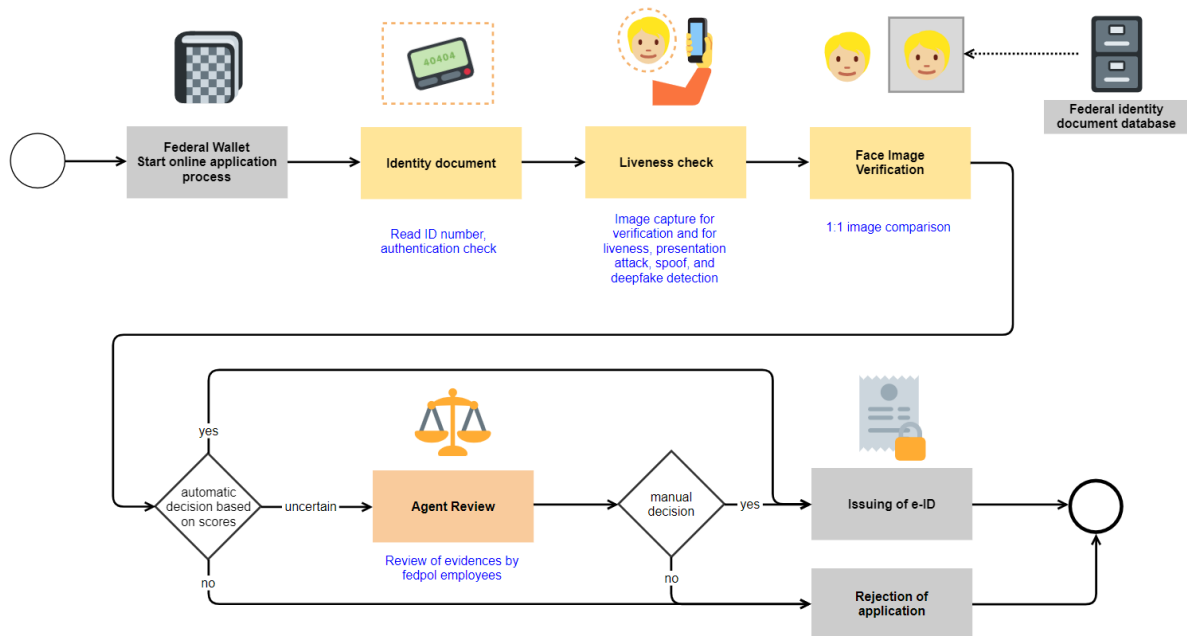 40404
Federal identity
document database
Federal Wallet
Start online application
process
Identity document
Liveness check
Face Image
Verification
Read ID number,
authentication check
Image capture for
verification and for
liveness, presentation
attack, spoof, and
deepfake detection
1:1 image comparison
yes
automatic
decision based
on scores
uncertain
Agent Review
manual
decision
yes
Issuing of e-ID
Review of evidences by
fedpol employees
no
no
Rejection of
application